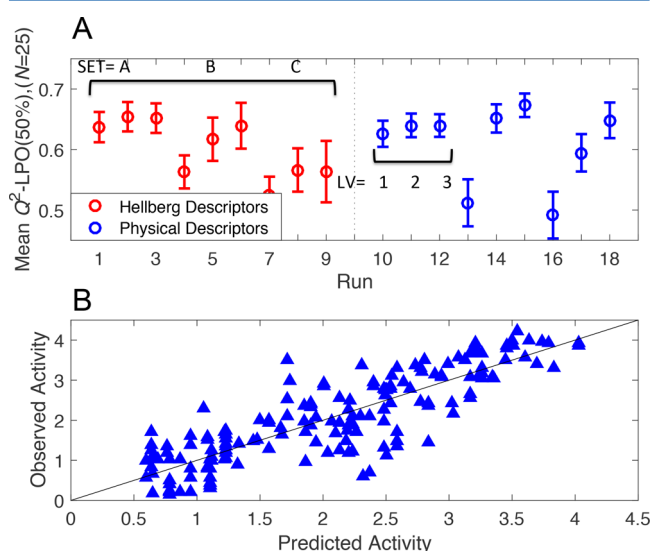 A
SET= A B C
Mean Q²-LPO(50%),(N=25)
0.7
0.6
0.5
LV= 1 2 3
Hellberg Descriptors
Physical Descriptors
1 3 5 7 9 10 12 14 16 18
Run
B
Observed Activity
4
3
2
1
0
0 0.5 1 1.5 2 2.5 3 3.5 4 4.5
Predicted Activity